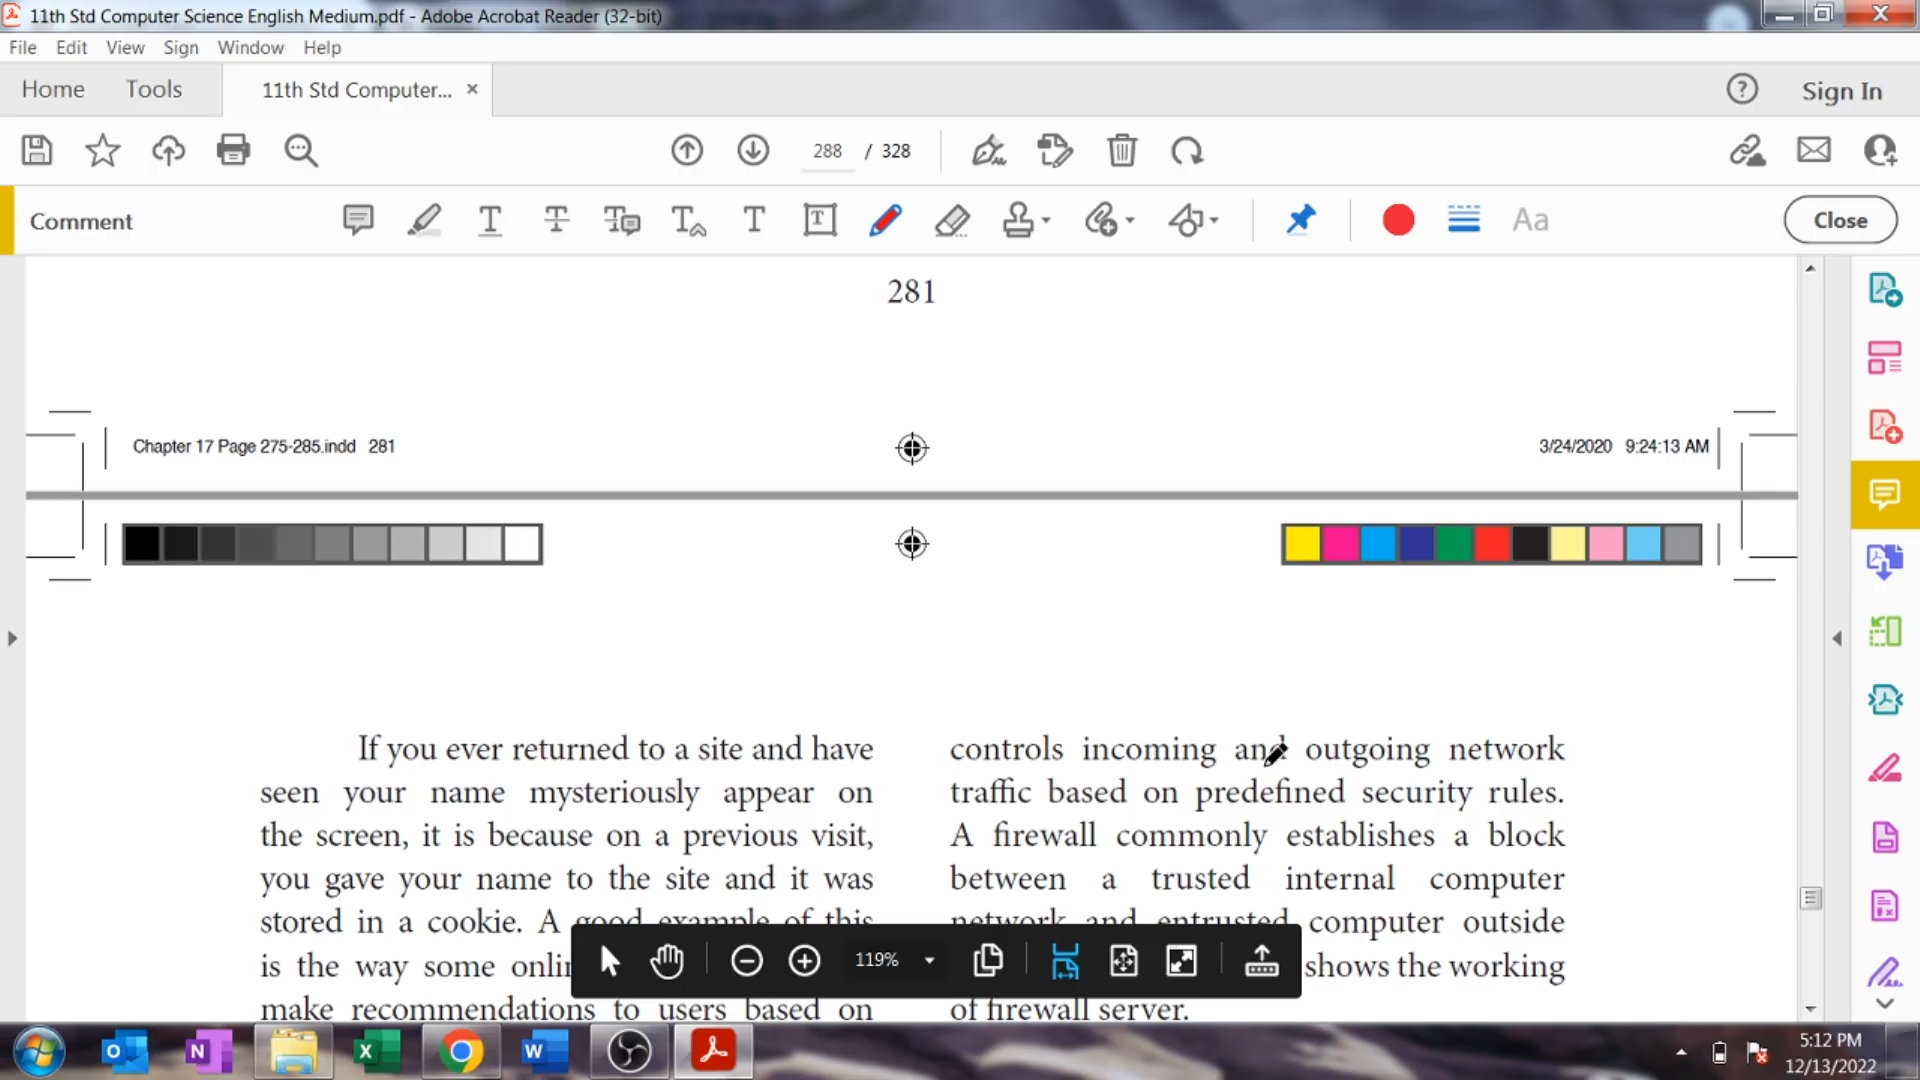 11th Std Computer Science English Medium.pdf - Adobe Acrobat Reader (32-bit)
File Edit View Sign Window Help
Home Tools 11th Std Computer... × Sign In
288 / 328
Comment Aa Close
281
Chapter 17 Page 275-285.indd 281
3/24/2020 9:24:13 AM
If you ever returned to a site and have
seen your name mysteriously appear on
the screen, it is because on a previous visit,
you gave your name to the site and it was
stored in a cookie. A good example of this
is the way some
make recommendations to users based on
controls incoming and outgoing network
traffic based on predefined security rules.
A firewall commonly establishes a block
between a trusted internal computer
network and entrusted computer outside
shows the working
of firewall server.
119%
5:12 PM
12/13/2022